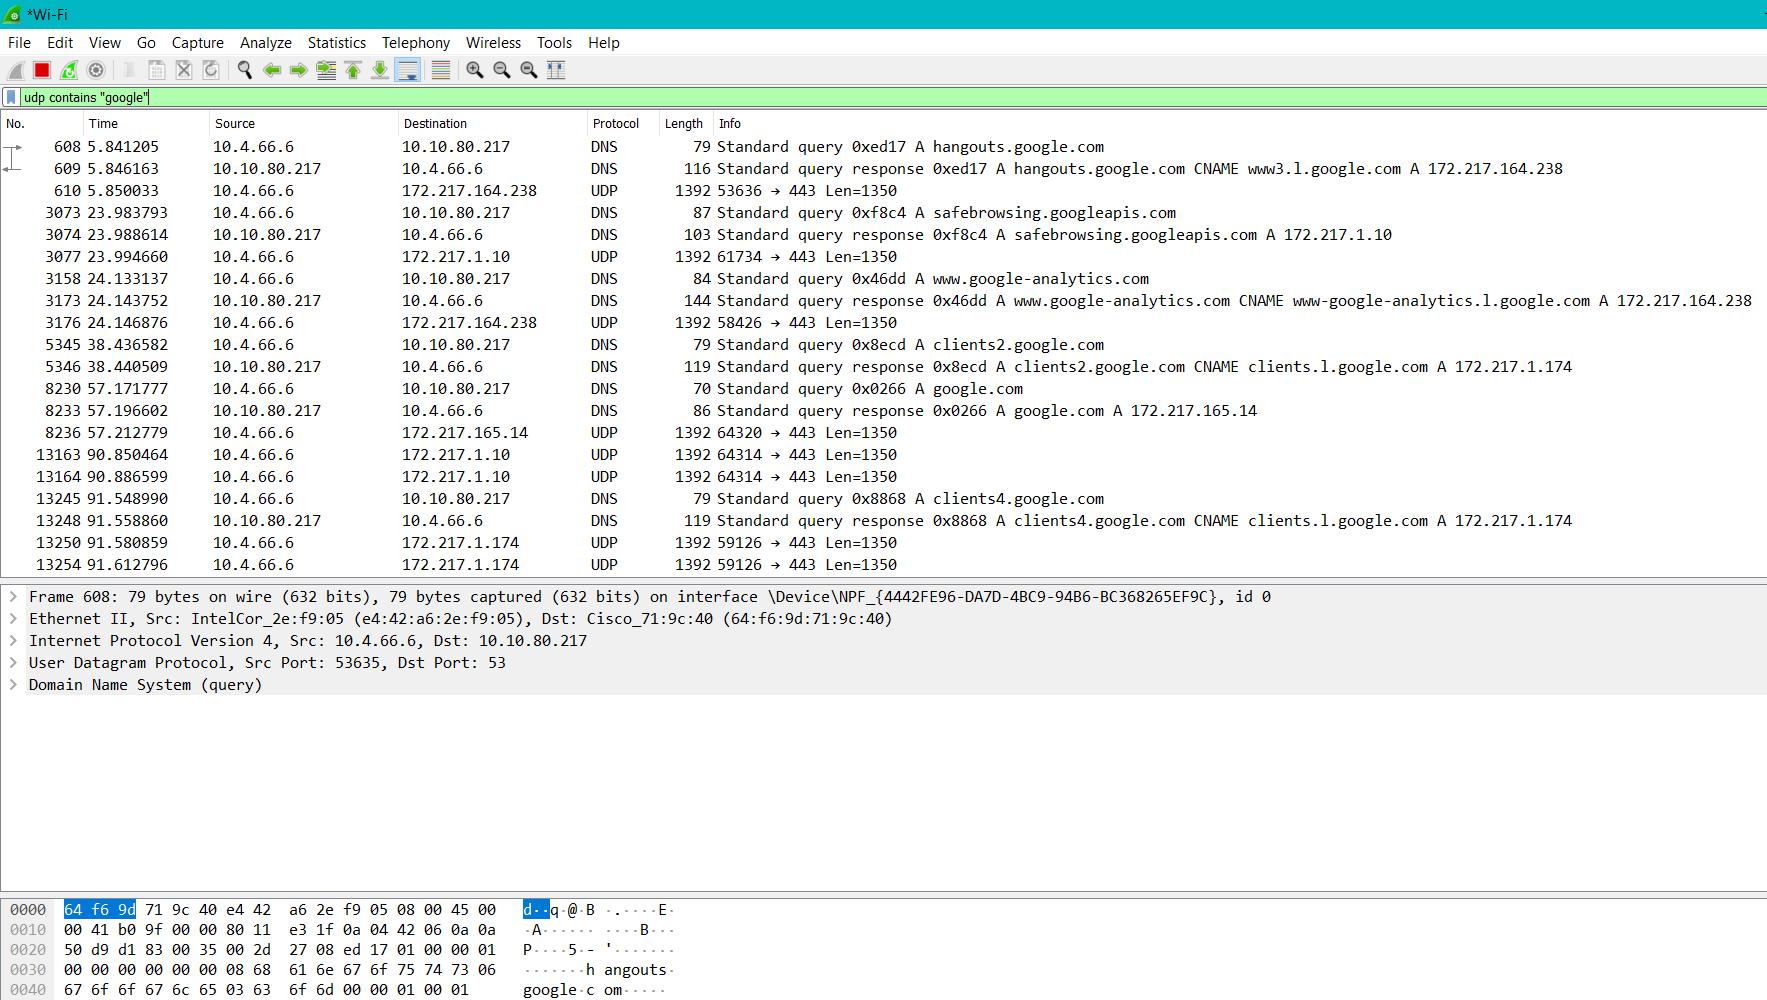 *Wi-Fi
File Edit View Go Capture Analyze Statistics Telephony Wireless Tools Help
udp contains "google"
No. Time Source Destination Protocol Length Info
608 5.841205 10.4.66.6 10.10.80.217 DNS 79 Standard query 0xed17 A hangouts.google.com
609 5.846163 10.10.80.217 10.4.66.6 DNS 116 Standard query response 0xed17 A hangouts.google.com CNAME www3.l.google.com A 172.217.164.238
610 5.850033 10.4.66.6 172.217.164.238 UDP 1392 53636 → 443 Len=1350
3073 23.983793 10.4.66.6 10.10.80.217 DNS 87 Standard query 0xf8c4 A safebrowsing.googleapis.com
3074 23.988614 10.10.80.217 10.4.66.6 DNS 103 Standard query response 0xf8c4 A safebrowsing.googleapis.com A 172.217.1.10
3077 23.994660 10.4.66.6 172.217.1.10 UDP 1392 61734 → 443 Len=1350
3158 24.133137 10.4.66.6 10.10.80.217 DNS 84 Standard query 0x46dd A www.google-analytics.com
3173 24.143752 10.10.80.217 10.4.66.6 DNS 144 Standard query response 0x46dd A www.google-analytics.com CNAME www-google-analytics.l.google.com A 172.217.164.238
3176 24.146876 10.4.66.6 172.217.164.238 UDP 1392 58426 → 443 Len=1350
5345 38.436582 10.4.66.6 10.10.80.217 DNS 79 Standard query 0x8ecd A clients2.google.com
5346 38.440509 10.10.80.217 10.4.66.6 DNS 119 Standard query response 0x8ecd A clients2.google.com CNAME clients.l.google.com A 172.217.1.174
8230 57.171777 10.4.66.6 10.10.80.217 DNS 70 Standard query 0x0266 A google.com
8233 57.196602 10.10.80.217 10.4.66.6 DNS 86 Standard query response 0x0266 A google.com A 172.217.165.14
8236 57.212779 10.4.66.6 172.217.165.14 UDP 1392 64320 → 443 Len=1350
13163 90.850464 10.4.66.6 172.217.1.10 UDP 1392 64314 → 443 Len=1350
13164 90.886599 10.4.66.6 172.217.1.10 UDP 1392 64314 → 443 Len=1350
13245 91.548990 10.4.66.6 10.10.80.217 DNS 79 Standard query 0x8868 A clients4.google.com
13248 91.558860 10.10.80.217 10.4.66.6 DNS 119 Standard query response 0x8868 A clients4.google.com CNAME clients.l.google.com A 172.217.1.174
13250 91.580859 10.4.66.6 172.217.1.174 UDP 1392 59126 → 443 Len=1350
13254 91.612796 10.4.66.6 172.217.1.174 UDP 1392 59126 → 443 Len=1350
Frame 608: 79 bytes on wire (632 bits), 79 bytes captured (632 bits) on interface \Device\NPF_{4442FE96-DA7D-4BC9-94B6-BC368265EF9C}, id 0
Ethernet II, Src: IntelCor_2e:f9:05 (e4:42:a6:2e:f9:05), Dst: Cisco_71:9c:40 (64:f6:9d:71:9c:40)
Internet Protocol Version 4, Src: 10.4.66.6, Dst: 10.10.80.217
User Datagram Protocol, Src Port: 53635, Dst Port: 53
Domain Name System (query)
0000 64 f6 9d 71 9c 40 e4 42 a6 2e f9 05 08 00 45 00 d··q·@·B ·.····E·
0010 00 41 b0 9f 00 00 80 11 e3 1f 0a 04 42 06 0a 0a ·A······ ····B···
0020 50 d9 d1 83 00 35 00 2d 27 08 ed 17 01 00 00 01 P····5·- '·······
0030 00 00 00 00 00 00 08 68 61 6e 67 6f 75 74 73 06 ·······h angouts·
0040 67 6f 6f 67 6c 65 03 63 6f 6d 00 00 01 00 01 google·c om·····